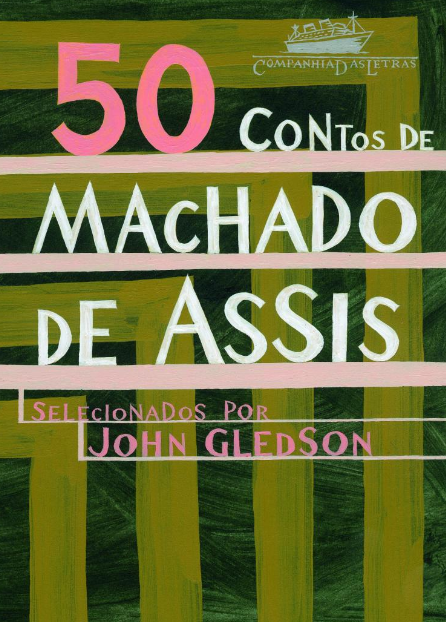 COMPANHIA DAS LETRAS
50 CONTOS DE
MACHADO
DE ASSIS
SELECIONADOS POR
JOHN GLEDSON